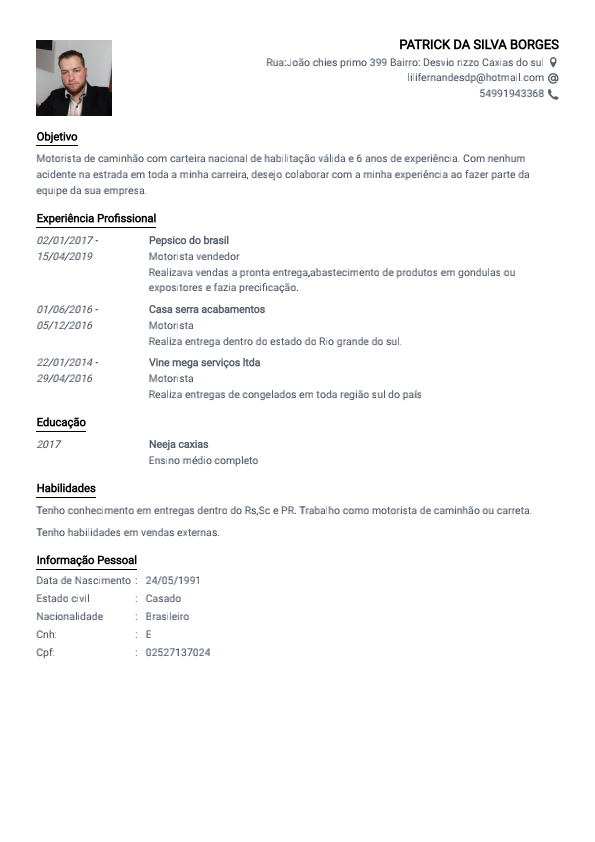 PATRICK DA SILVA BORGES
Rua:João chies primo 399 Bairro: Desvio rizzo Caxias do sul
lilifernandesdp@hotmail.com
54991943368
Objetivo
Motorista de caminhão com carteira nacional de habilitação válida e 6 anos de experiência. Com nenhum
acidente na estrada em toda a minha carreira, desejo colaborar com a minha experiência ao fazer parte da
equipe da sua empresa.
Experiência Profissional
02/01/2017 - Pepsico do brasil
15/04/2019 Motorista vendedor
Realizava vendas a pronta entrega,abastecimento de produtos em gondulas ou
expositores e fazia precificação.
01/06/2016 - Casa serra acabamentos
05/12/2016 Motorista
Realiza entrega dentro do estado do Rio grande do sul.
22/01/2014 - Vine mega serviços ltda
29/04/2016 Motorista
Realiza entregas de congelados em toda região sul do país
Educação
2017 Neeja caxias
Ensino médio completo
Habilidades
Tenho conhecimento em entregas dentro do Rs,Sc e PR. Trabalho como motorista de caminhão ou carreta.
Tenho habilidades em vendas externas.
Informação Pessoal
Data de Nascimento : 24/05/1991
Estado civil : Casado
Nacionalidade : Brasileiro
Cnh: : E
Cpf: : 02527137024